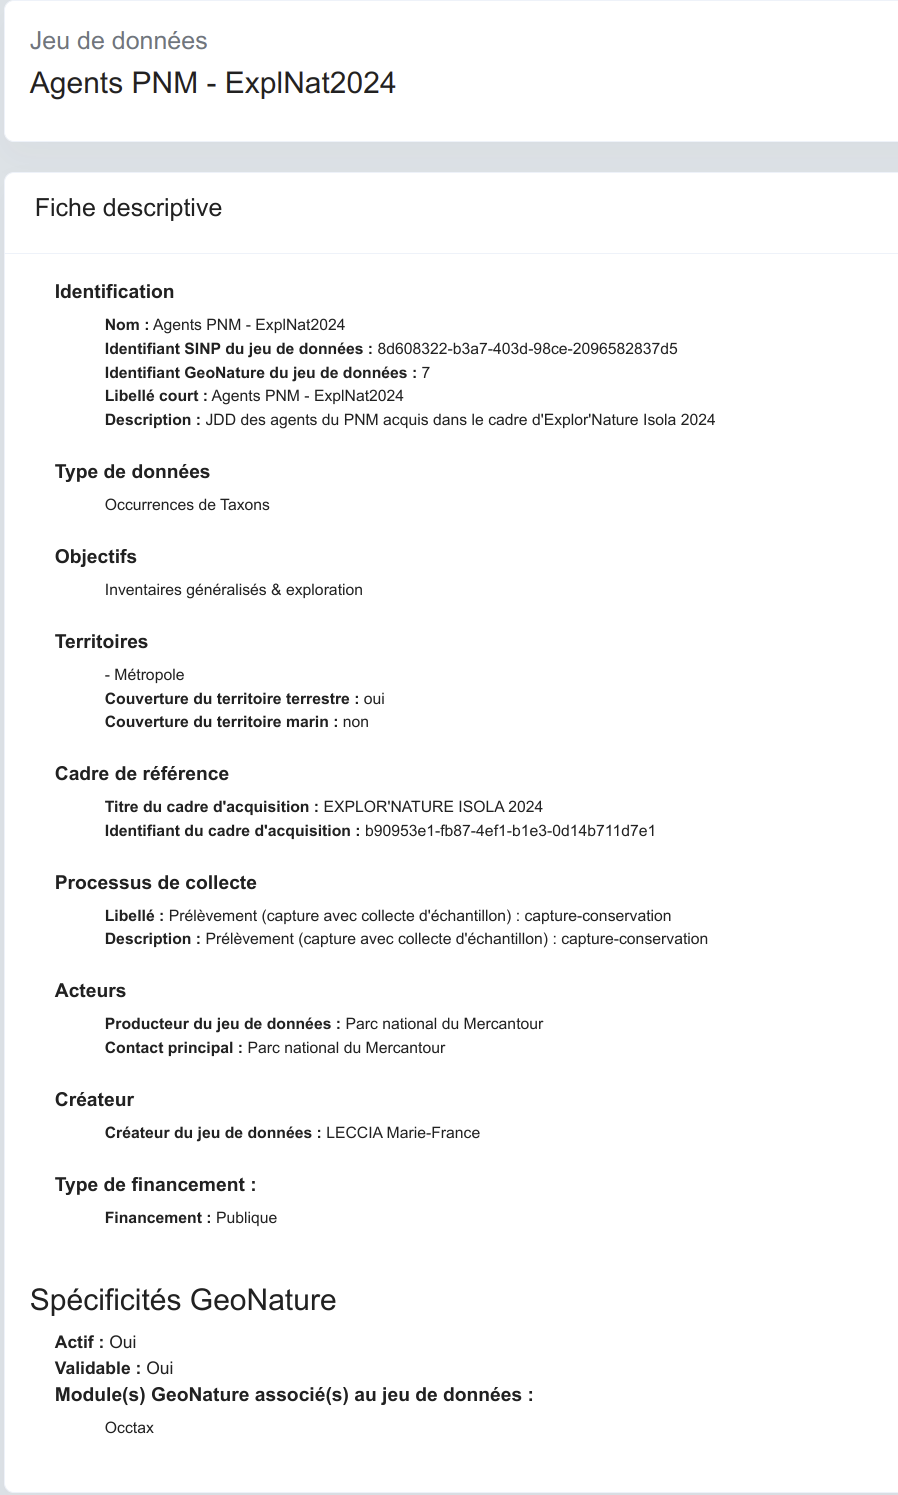 Jeu de données
Agents PNM - ExplNat2024
Fiche descriptive
Identification
Nom : Agents PNM - ExplNat2024
Identifiant SINP du jeu de données : 8d608322-b3a7-403d-98ce-2096582837d5
Identifiant GeoNature du jeu de données : 7
Libellé court : Agents PNM - ExplNat2024
Description : JDD des agents du PNM acquis dans le cadre d'Explor'Nature Isola 2024
Type de données
Occurrences de Taxons
Objectifs
Inventaires généralisés & exploration
Territoires
- Métropole
Couverture du territoire terrestre : oui
Couverture du territoire marin : non
Cadre de référence
Titre du cadre d'acquisition : EXPLOR'NATURE ISOLA 2024
Identifiant du cadre d'acquisition : b90953e1-fb87-4ef1-b1e3-0d14b711d7e1
Processus de collecte
Libellé : Prélèvement (capture avec collecte d'échantillon) : capture-conservation
Description : Prélèvement (capture avec collecte d'échantillon) : capture-conservation
Acteurs
Producteur du jeu de données : Parc national du Mercantour
Contact principal : Parc national du Mercantour
Créateur
Créateur du jeu de données : LECCIA Marie-France
Type de financement :
Financement : Publique
Spécificités GeoNature
Actif : Oui
Validable : Oui
Module(s) GeoNature associé(s) au jeu de données :
Occtax